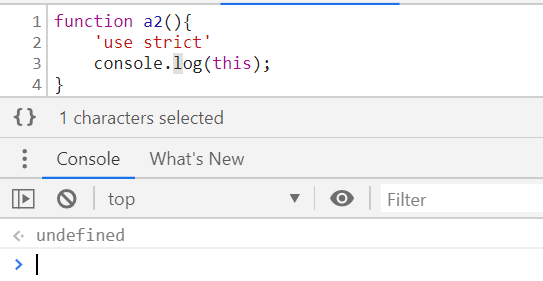 1 function a2(){
2 'use strict'
3 console.log(this);
4 }
{} 1 characters selected
Console What's New
top Filter
undefined